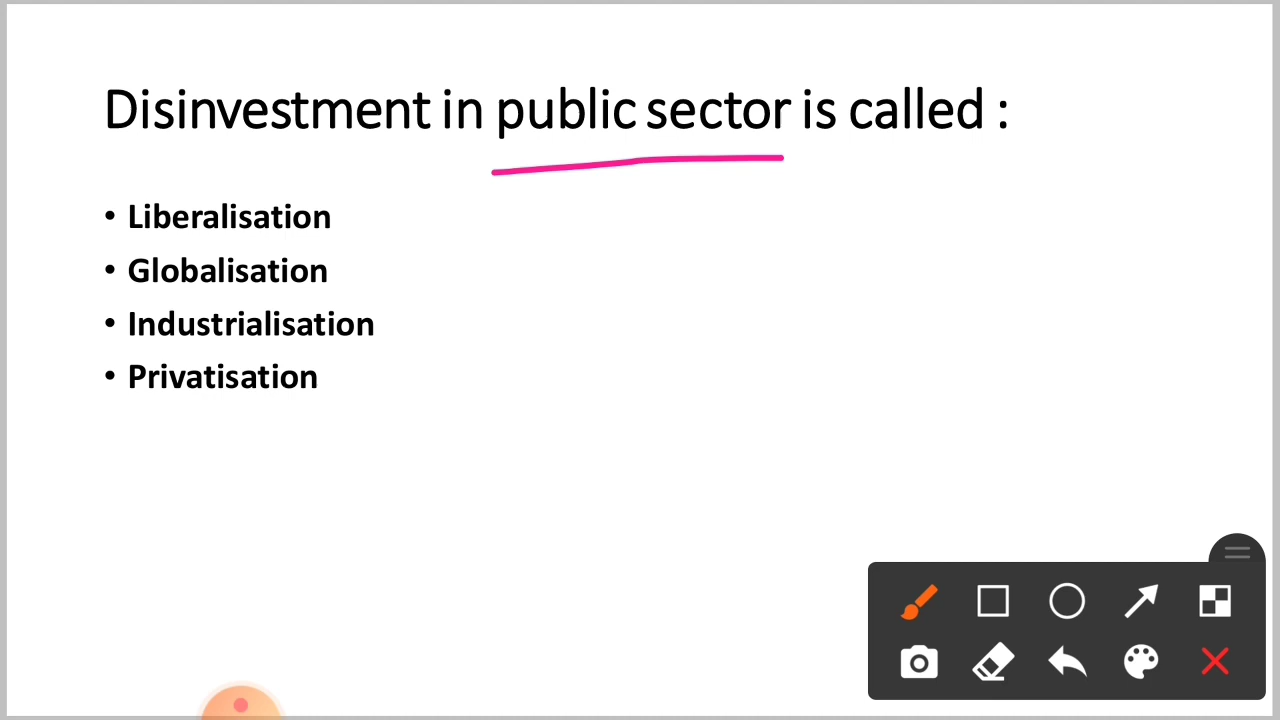 Disinvestment in public sector is called :
• Liberalisation
• Globalisation
• Industrialisation
• Privatisation